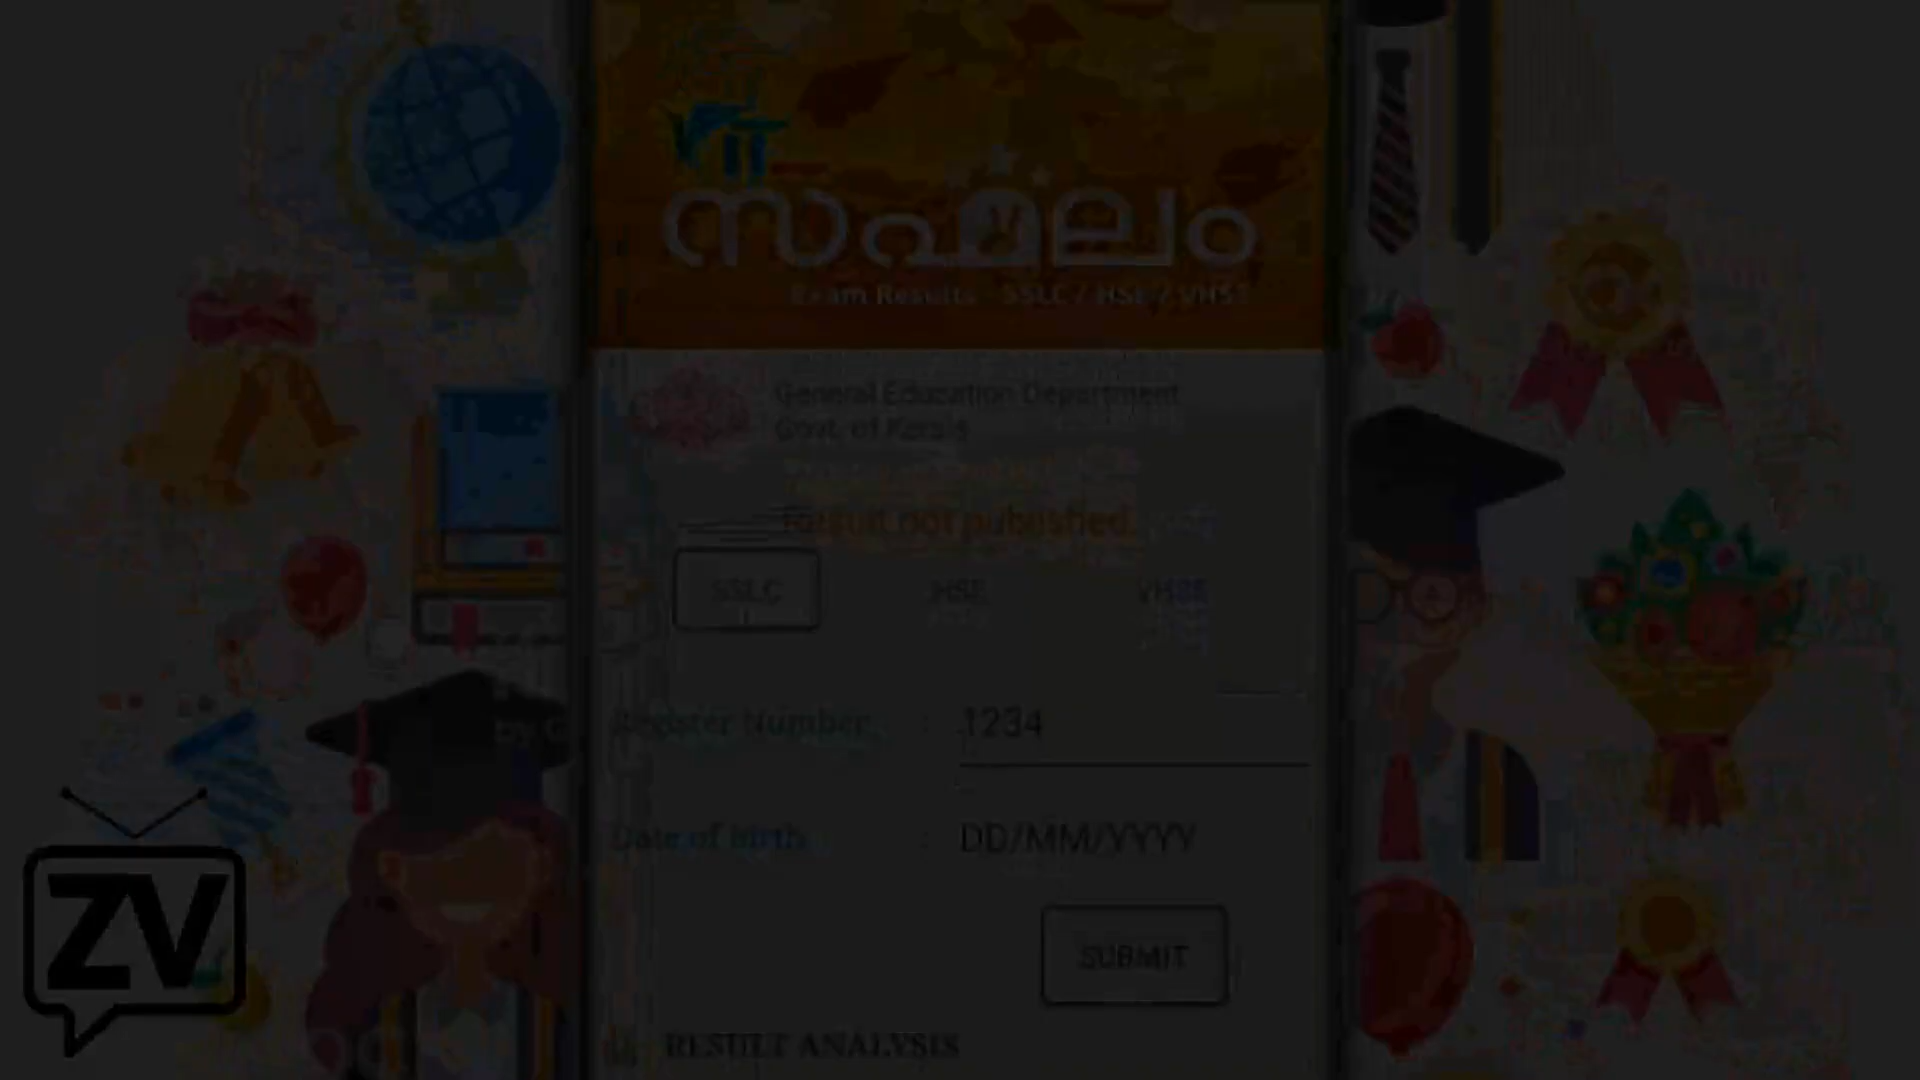 സഫലം
Exam Results - SSLC / HSE / VHSE
General Education Department
Govt. of Kerala
Result not published.
SSLC HSE VHSE
Register Number : 1234
Date of birth : DD/MM/YYYY
SUBMIT
RESULT ANALYSIS
by G
ZV